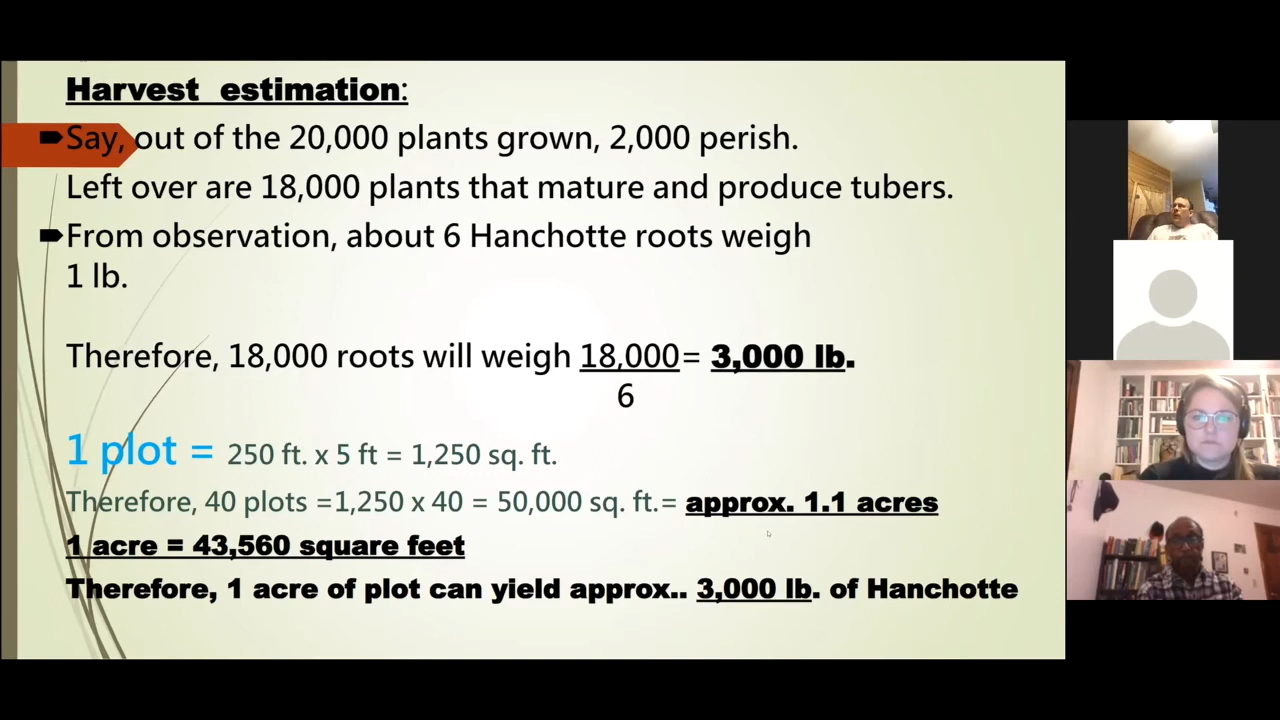 Harvest estimation:
Say, out of the 20,000 plants grown, 2,000 perish.
Left over are 18,000 plants that mature and produce tubers.
From observation, about 6 Hanchotte roots weigh
1 lb.
Therefore, 18,000 roots will weigh 18,000= 3,000 lb.
6
1 plot = 250 ft. x 5 ft = 1,250 sq. ft.
Therefore, 40 plots =1,250 x 40 = 50,000 sq. ft.= approx. 1.1 acres
1 acre = 43,560 square feet
Therefore, 1 acre of plot can yield approx.. 3,000 lb. of Hanchotte